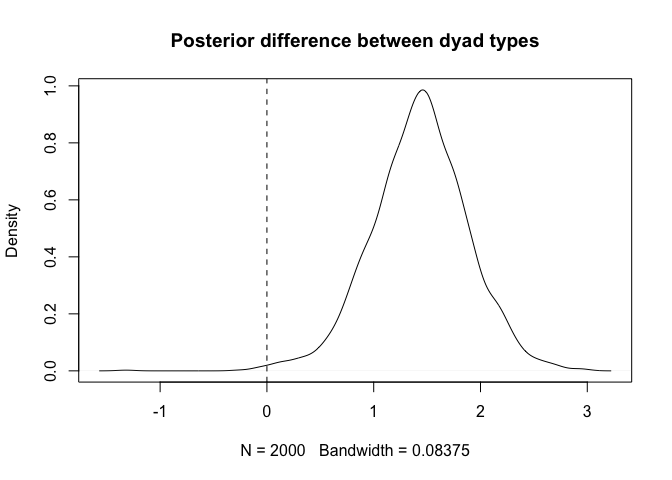 Posterior difference between dyad types
Density
1.0
0.8
0.6
0.4
0.2
0.0
-1 0 1 2 3
N = 2000 Bandwidth = 0.08375